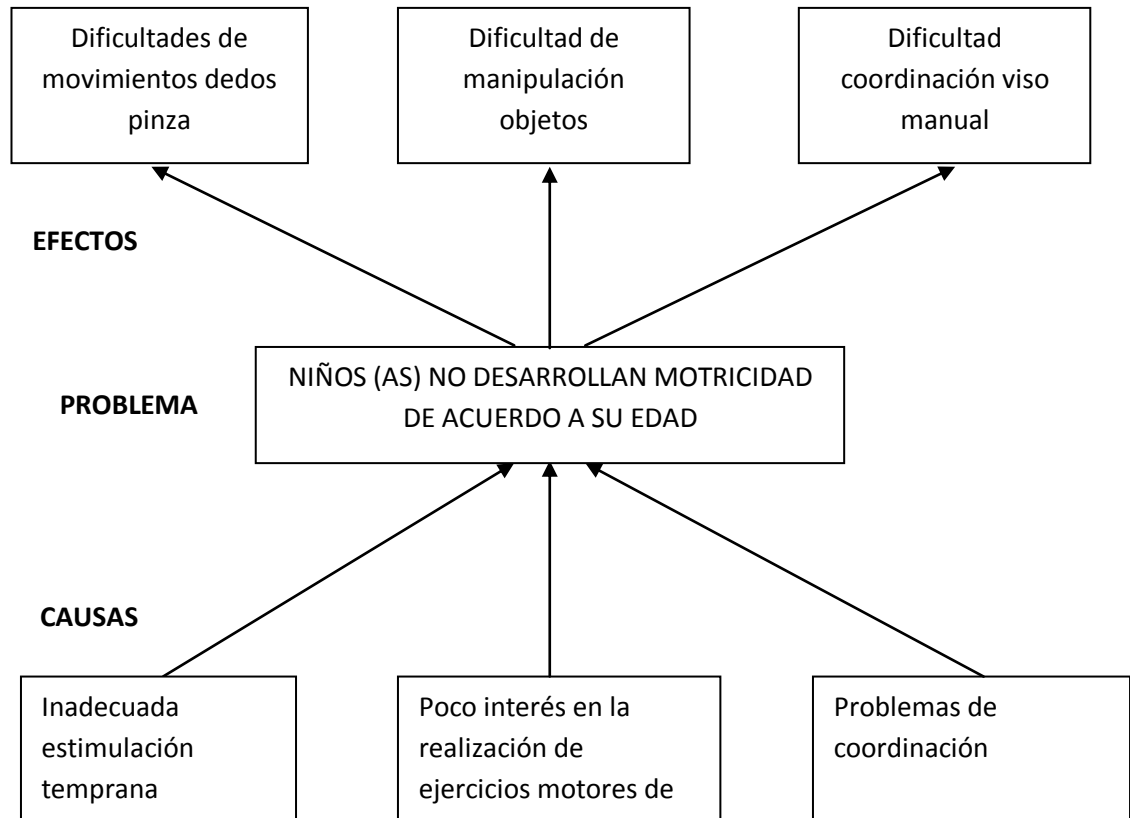 Dificultades de
movimientos dedos
pinza
Dificultad de
manipulación
objetos
Dificultad
coordinación viso
manual
EFECTOS
PROBLEMA
NIÑOS (AS) NO DESARROLLAN MOTRICIDAD
DE ACUERDO A SU EDAD
CAUSAS
Inadecuada
estimulación
temprana
Poco interés en la
realización de
ejercicios motores de
Problemas de
coordinación